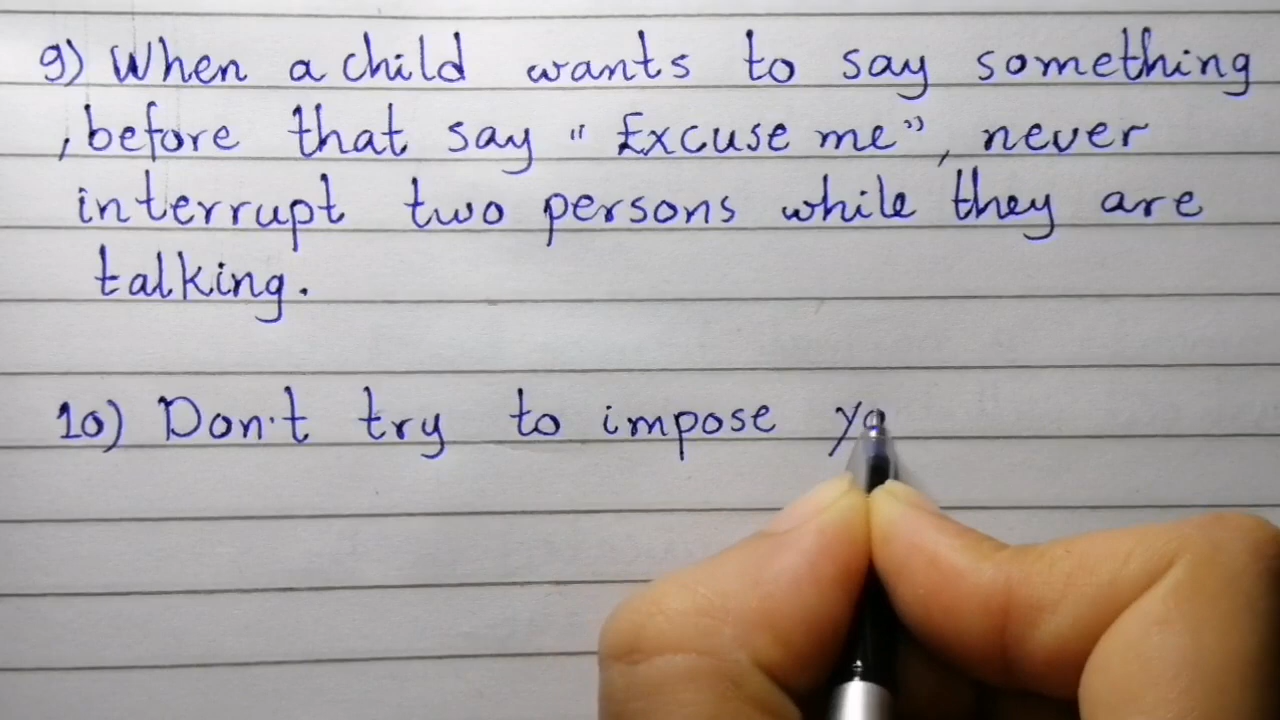 9) When a child wants to say something
, before that say " Excuse me", never
interrupt two persons while they are
talking.
10) Don't try to impose yo